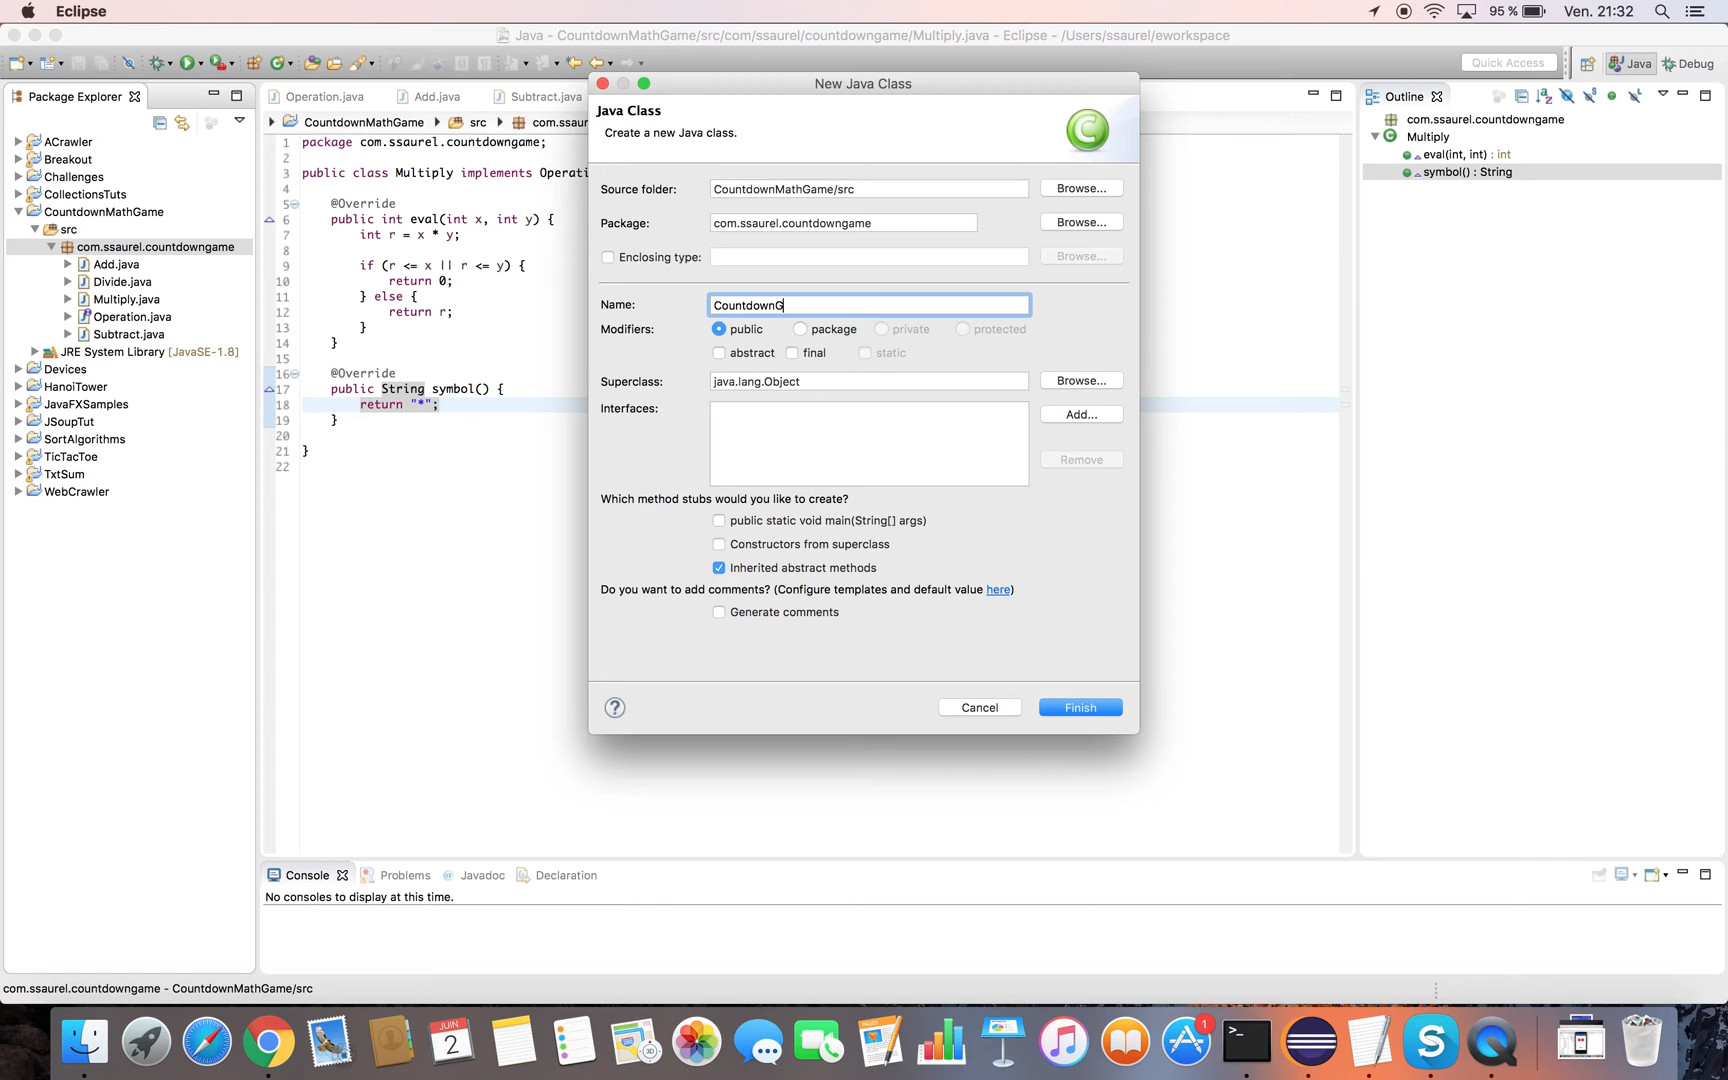 Eclipse
95 %
Ven. 21:32
Java - CountdownMathGame/src/com/ssaurel/countdowngame/Multiply.java - Eclipse - /Users/ssaurel/eworkspace
Quick Access
Java
Debug
Package Explorer
ACrawler
Breakout
Challenges
CollectionsTuts
CountdownMathGame
src
com.ssaurel.countdowngame
Add.java
Divide.java
Multiply.java
Operation.java
Subtract.java
JRE System Library [JavaSE-1.8]
Devices
HanoiTower
JavaFXSamples
JSoupTut
SortAlgorithms
TicTacToe
TxtSum
WebCrawler
Operation.java
Add.java
Subtract.java
CountdownMathGame
src
com.ssaur
1 package com.ssaurel.countdowngame;
2
3 public class Multiply implements Operati
4
5 @Override
6 public int eval(int x, int y) {
7 int r = x * y;
8
9 if (r <= x || r <= y) {
10 return 0;
11 } else {
12 return r;
13 }
14 }
15
16 @Override
17 public String symbol() {
18 return "*";
19 }
20
21 }
22
New Java Class
Java Class
Create a new Java class.
Source folder: CountdownMathGame/src Browse...
Package: com.ssaurel.countdowngame Browse...
Enclosing type: Browse...
Name: CountdownG
Modifiers: public package private protected
abstract final static
Superclass: java.lang.Object Browse...
Interfaces: Add...
Remove
Which method stubs would you like to create?
public static void main(String[] args)
Constructors from superclass
Inherited abstract methods
Do you want to add comments? (Configure templates and default value here)
Generate comments
Cancel
Finish
Outline
com.ssaurel.countdowngame
Multiply
eval(int, int) : int
symbol() : String
Console
Problems
Javadoc
Declaration
No consoles to display at this time.
com.ssaurel.countdowngame - CountdownMathGame/src
JUIN
2
3D
1